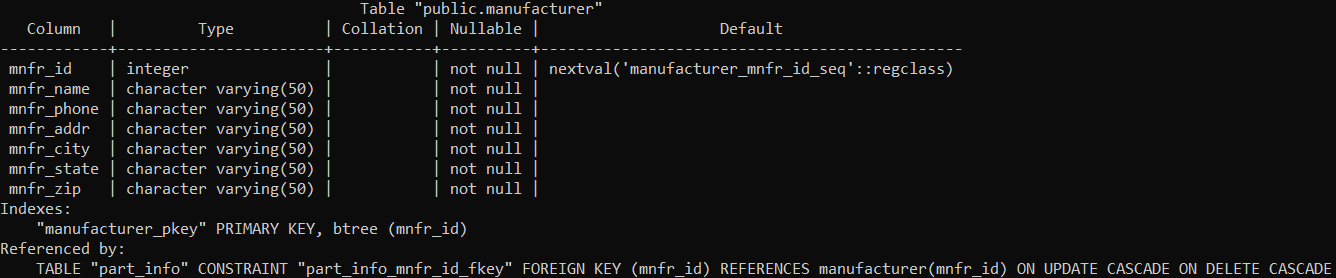 Table "public.manufacturer"
Column | Type | Collation | Nullable | Default
------------+-----------------------+-----------+----------+-------------------------------------------
mnfr_id | integer | | not null | nextval('manufacturer_mnfr_id_seq'::regclass)
mnfr_name | character varying(50) | | not null |
mnfr_phone | character varying(50) | | not null |
mnfr_addr | character varying(50) | | not null |
mnfr_city | character varying(50) | | not null |
mnfr_state | character varying(50) | | not null |
mnfr_zip | character varying(50) | | not null |
Indexes:
"manufacturer_pkey" PRIMARY KEY, btree (mnfr_id)
Referenced by:
TABLE "part_info" CONSTRAINT "part_info_mnfr_id_fkey" FOREIGN KEY (mnfr_id) REFERENCES manufacturer(mnfr_id) ON UPDATE CASCADE ON DELETE CASCADE